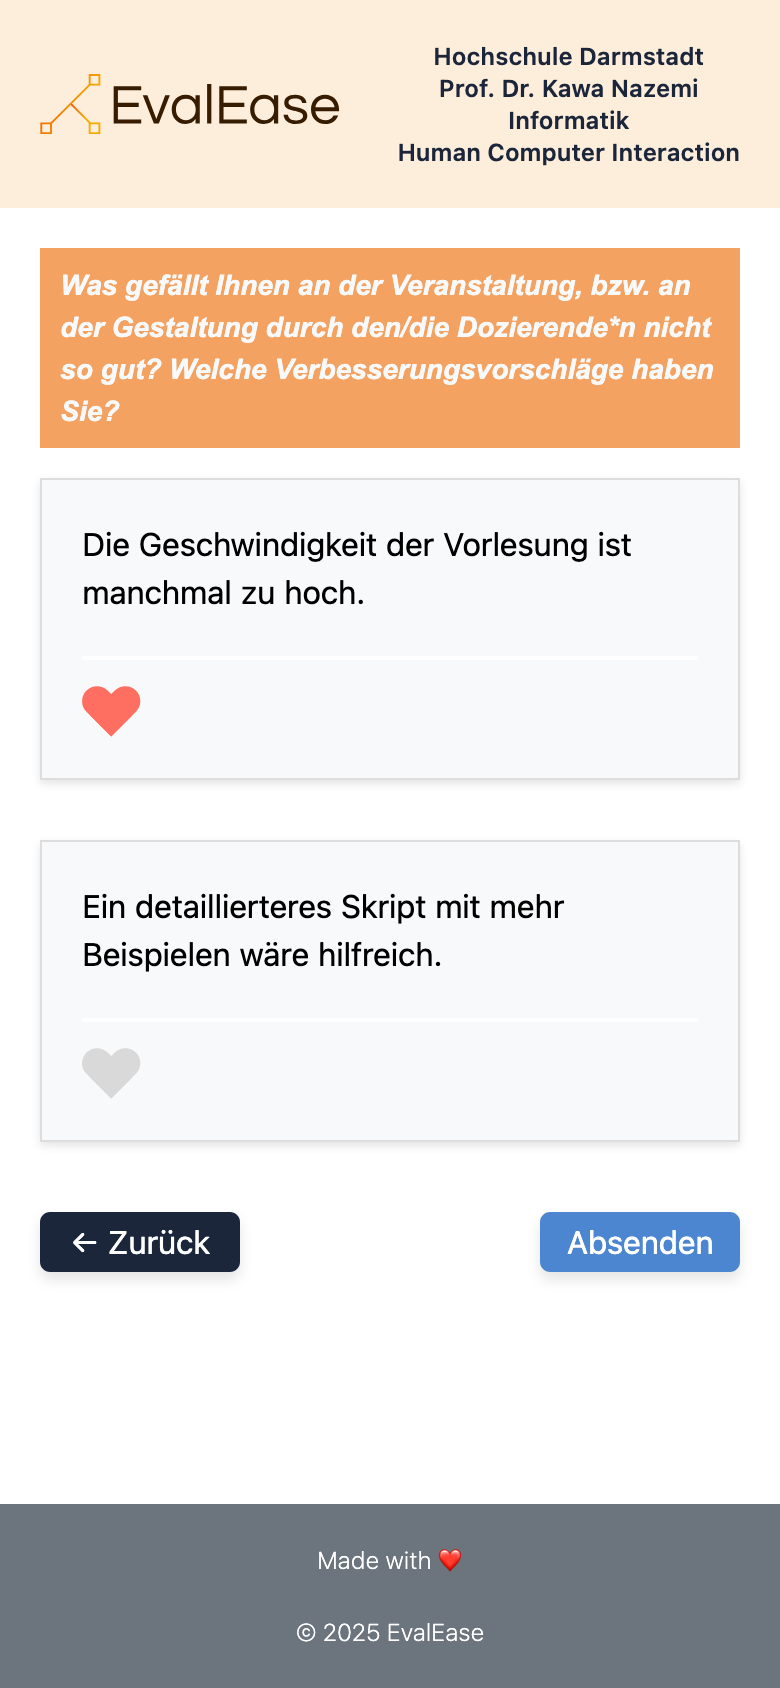 EvalEase
Hochschule Darmstadt
Prof. Dr. Kawa Nazemi
Informatik
Human Computer Interaction
Was gefällt Ihnen an der Veranstaltung, bzw. an
der Gestaltung durch den/die Dozierende*n nicht
so gut? Welche Verbesserungsvorschläge haben
Sie?
Die Geschwindigkeit der Vorlesung ist
manchmal zu hoch.
Ein detaillierteres Skript mit mehr
Beispielen wäre hilfreich.
← Zurück
Absenden
Made with ❤️
© 2025 EvalEase